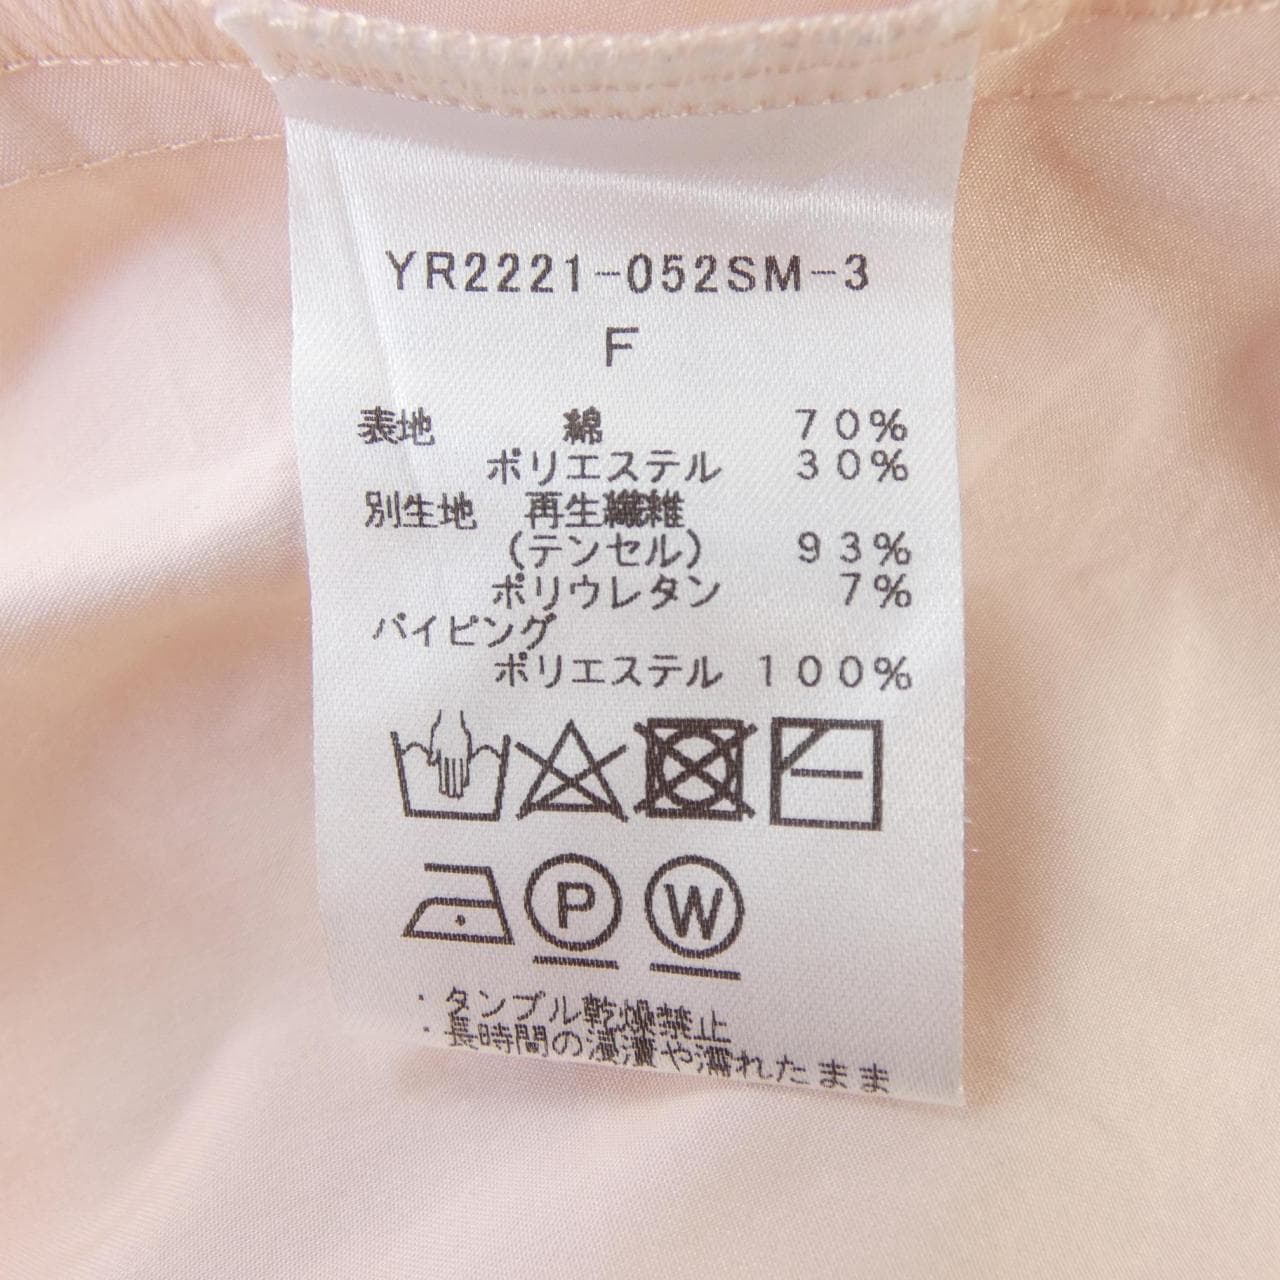 YR2221-052SM-3
F
表地 綿 70%
ポリエステル 30%
別生地 再生繊維
(テンセル) 93%
ポリウレタン 7%
パイピング
ポリエステル 100%
P W
・タンブル乾燥禁止
・長時間の浸漬や濡れたまま